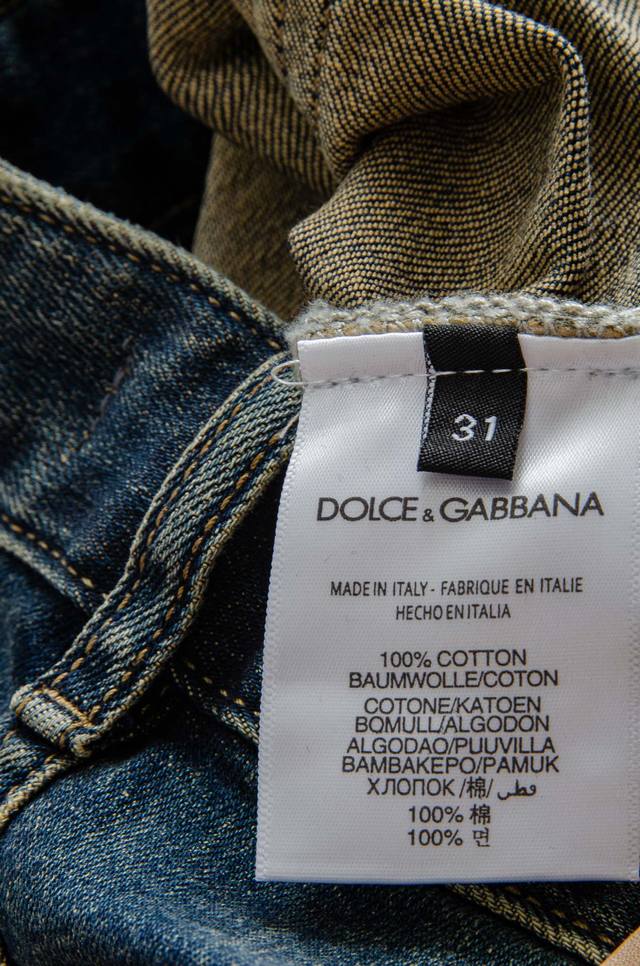 31
DOLCE & GABBANA
MADE IN ITALY - FABRIQUE EN ITALIE
HECHO EN ITALIA
100% COTTON
BAUMWOLLE/COTON
COTONE/KATOEN
BOMULL/ALGODON
ALGODAO/PUUVILLA
BAMBAKEPO/PAMUK
ХЛОПОК /棉/ قطن
100% 棉
100% 면